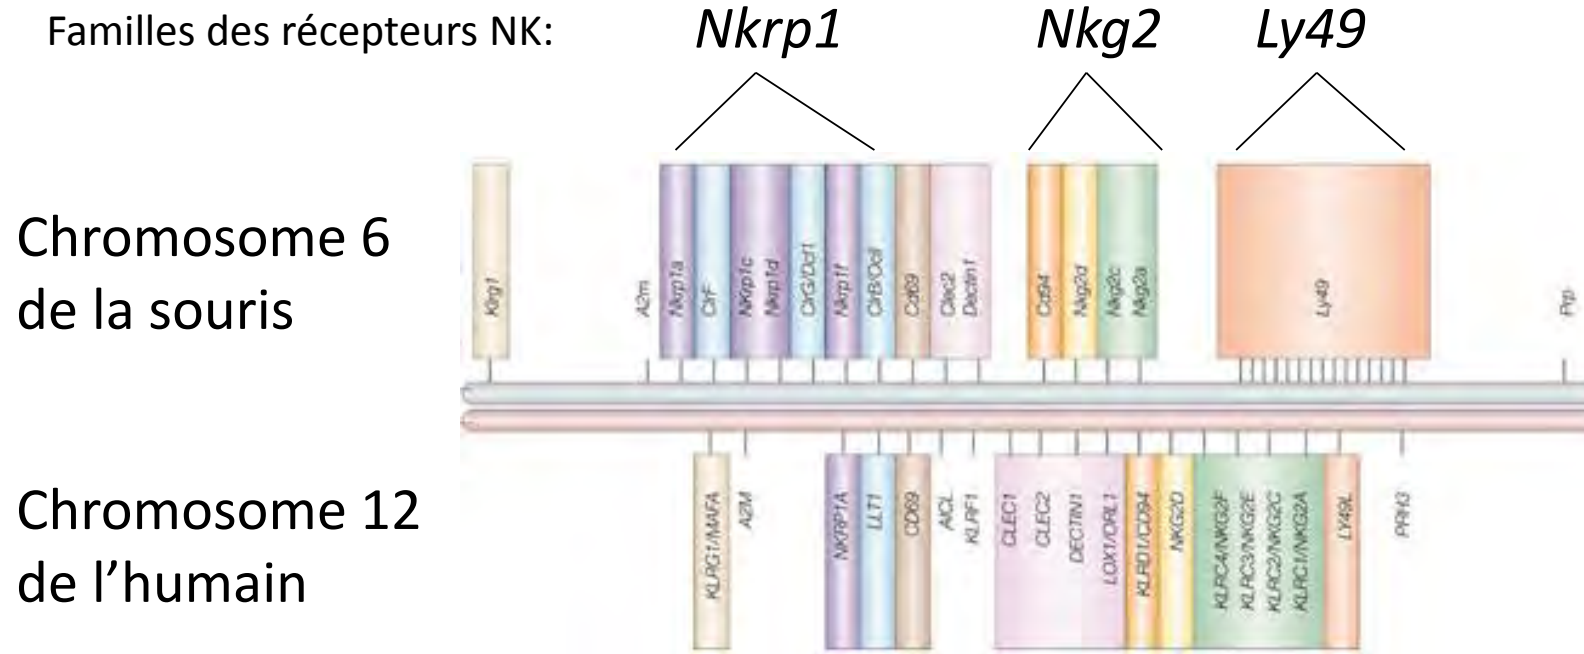 Familles des récepteurs NK:
Nkrp1
Nkg2
Ly49
Chromosome 6
de la souris
Klrg1
A2m
Nkrp1a
ClrF
NKrp1c
Nkrp1d
ClrG/Dcl1
Nkrp1f
ClrB/Ocil
Cd69
Clec2
Dectin1
Cd94
Nkg2d
Nkg2c
Nkg2a
Ly49
Prp
Chromosome 12
de l’humain
KLRG1/MAFA
A2M
NKRP1A
LLT1
CD69
AICL
KLRF1
CLEC1
CLEC2
DECTIN1
LOX1/ORL1
KLRD1/CD94
NKG2D
KLRC4/NKG2F
KLRC3/NKG2E
KLRC2/NKG2C
KLRC1/NKG2A
LY49L